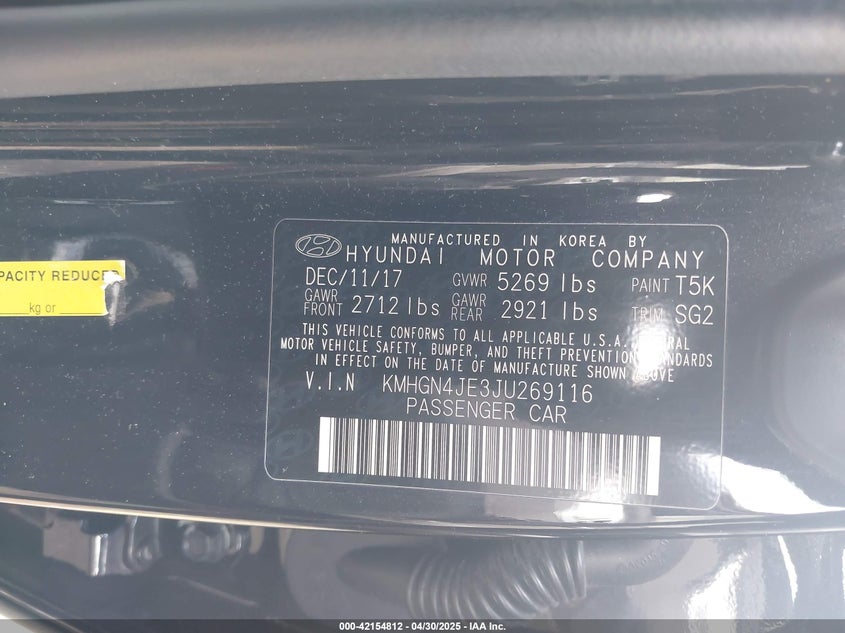 MANUFACTURED IN KOREA BY
HYUNDAI MOTOR COMPANY
DEC/11/17 GVWR 5269 lbs PAINT T5K
GAWR FRONT 2712 lbs GAWR REAR 2921 lbs TRIM SG2
THIS VEHICLE CONFORMS TO ALL APPLICABLE U.S.A.
MOTOR VEHICLE SAFETY, BUMPER, AND THEFT PREVENTION STANDARDS
IN EFFECT ON THE DATE OF MANUFACTURE SHOWN ABOVE
V.I.N KMHGN4JE3JU269116
PASSENGER CAR
PACITY REDUCED
kg or
000-42154812 - 04/30/2025 - IAA Inc.